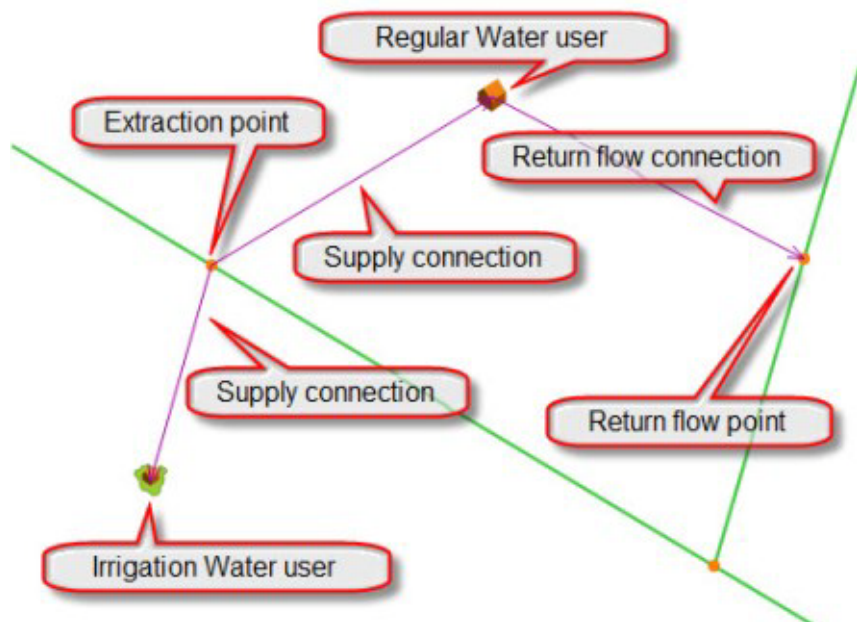 Regular Water user
Extraction point
Return flow connection
Supply connection
Supply connection
Return flow point
Irrigation Water user